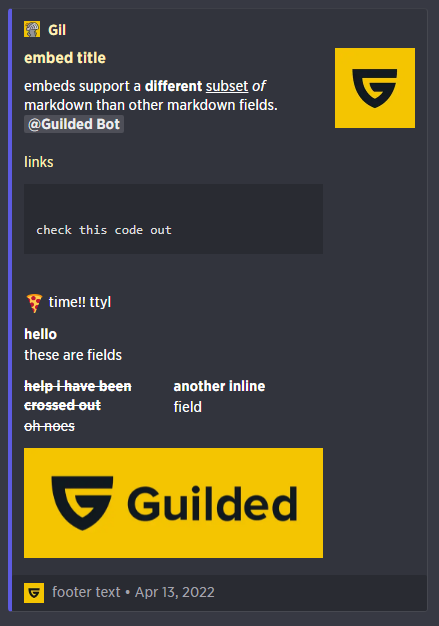 Gil
embed title
embeds support a different subset of
markdown than other markdown fields.
@Guilded Bot
links
check this code out
time!! ttyl
hello
these are fields
help i have been
crossed out
oh noes
another inline
field
Guilded
footer text • Apr 13, 2022